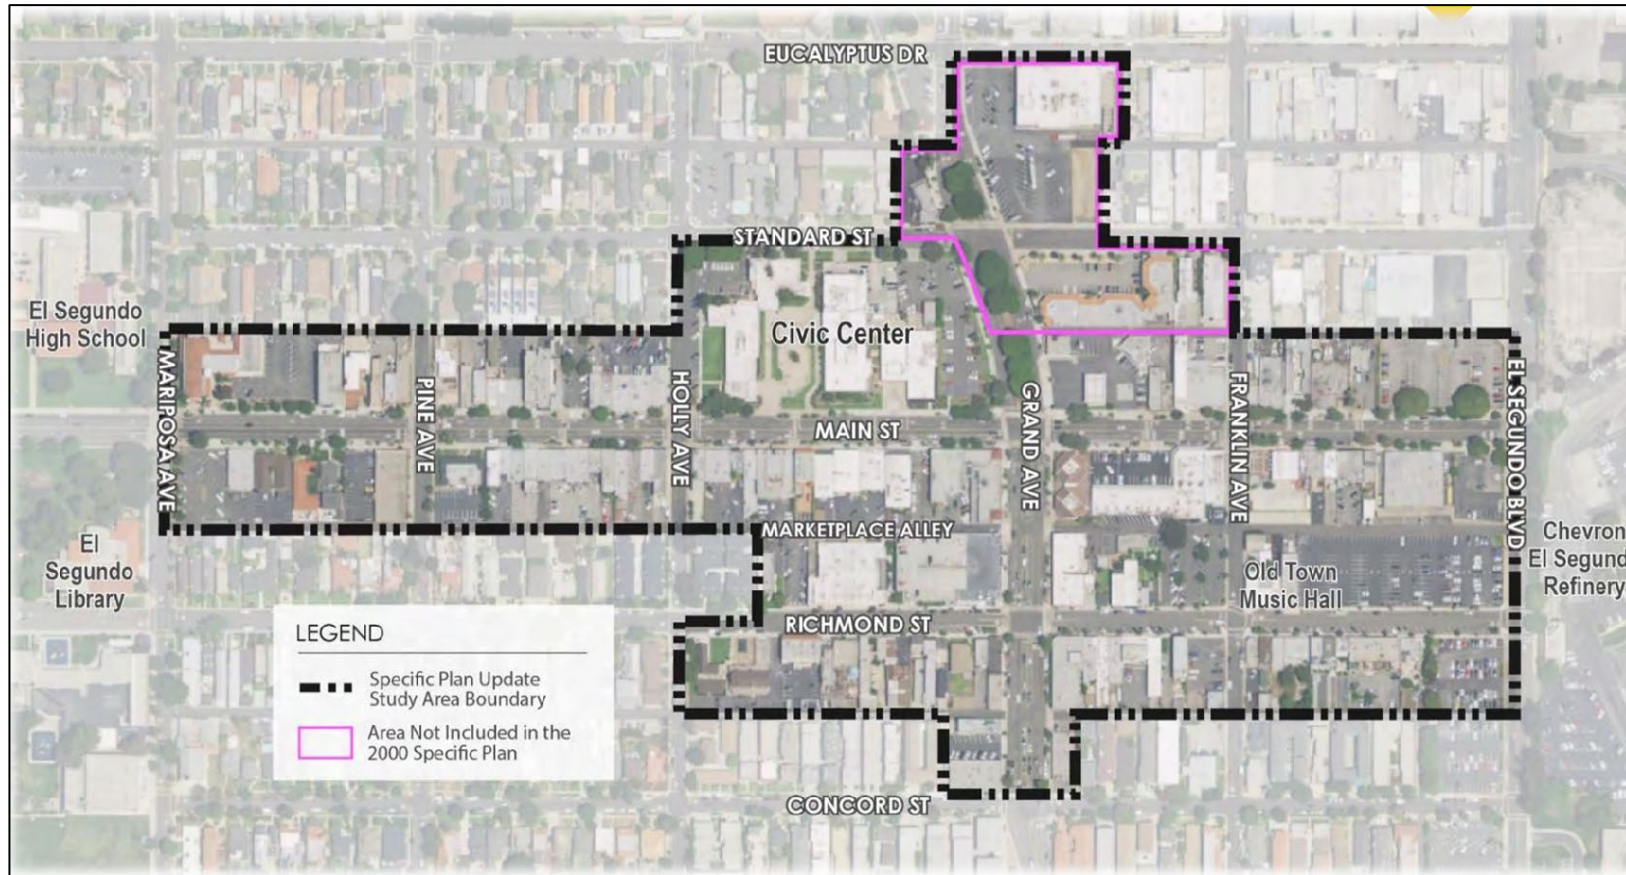 EUCALYPTUS DR
STANDARD ST
El Segundo
High School
Civic Center
MARIPOSA AVE
PINE AVE
HOLLY AVE
MAIN ST
GRAND AVE
FRANKLIN AVE
El SEGUNDO BLVD
MARKETPLACE ALLEY
El
Segundo
Library
Old Town
Music Hall
Chevron
El Segund
Refinery
RICHMOND ST
LEGEND
Specific Plan Update
Study Area Boundary
Area Not Included in the
2000 Specific Plan
CONCORD ST